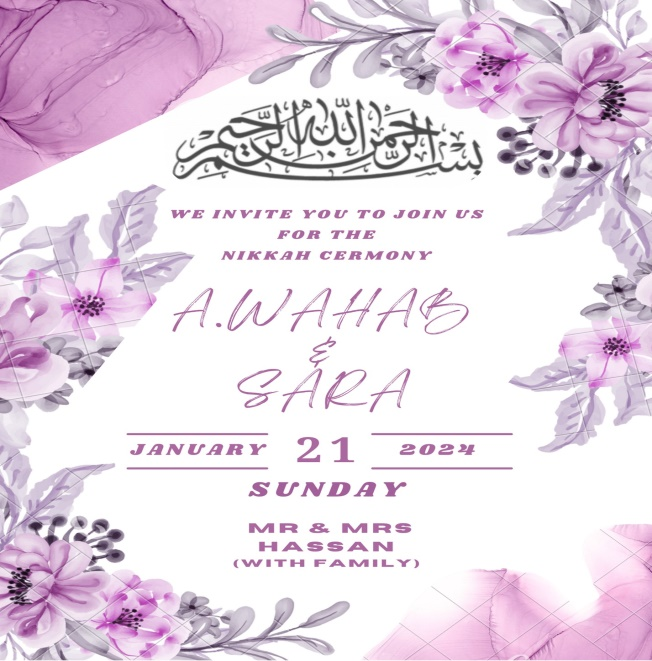 بسم الله الرحمن الرحيم
WE INVITE YOU TO JOIN US
FOR THE
NIKKAH CERMONY
A.WAHAB
&
SARA
JANUARY 21 2024
SUNDAY
MR & MRS
HASSAN
(WITH FAMILY)